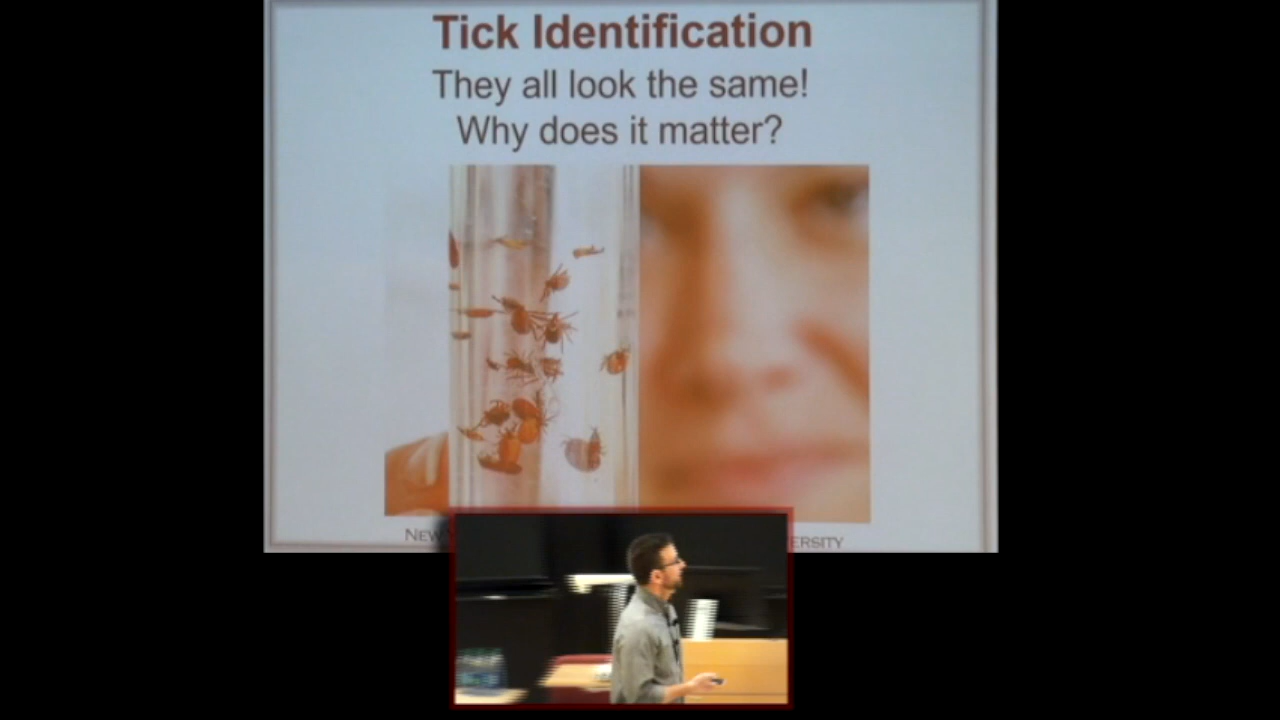 Tick Identification
They all look the same!
Why does it matter?
NEW
ERSITY